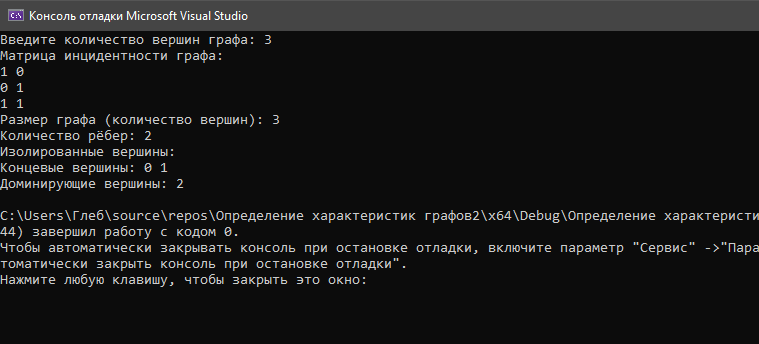 Консоль отладки Microsoft Visual Studio
Введите количество вершин графа: 3
Матрица инцидентности графа:
1 0
0 1
1 1
Размер графа (количество вершин): 3
Количество рёбер: 2
Изолированные вершины:
Концевые вершины: 0 1
Доминирующие вершины: 2
C:\Users\Глеб\source\repos\Определение характеристик графов2\x64\Debug\Определение характеристи
44) завершил работу с кодом 0.
Чтобы автоматически закрывать консоль при остановке отладки, включите параметр "Сервис" ->"Пара
томатически закрыть консоль при остановке отладки".
Нажмите любую клавишу, чтобы закрыть это окно: